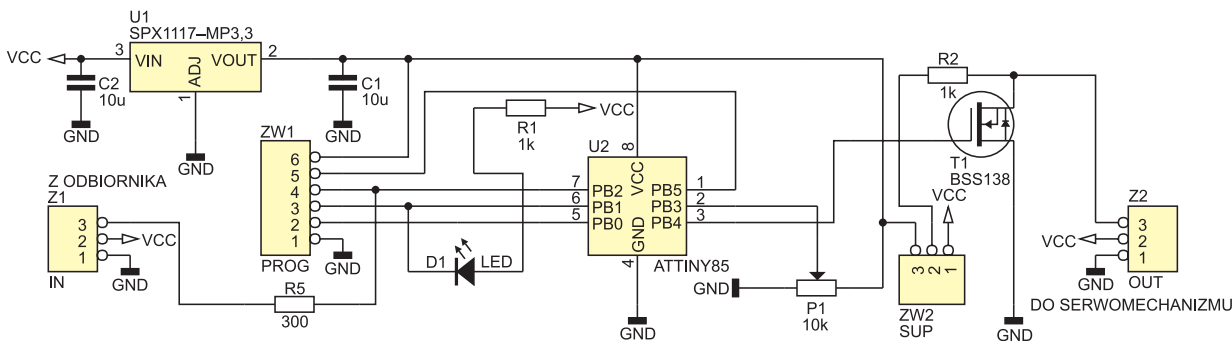 U1
SPX1117–MP3,3
VCC
3
VIN
VOUT
2
ADJ
1
C2
10u
GND
GND
C1
10u
GND
R1
1k
VCC
R2
1k
T1
BSS138
ZW1
6
5
4
3
2
1
PROG
GND
U2
8
VCC
7
PB2
PB5
1
6
PB1
PB3
2
5
PB0
PB4
3
GND
4
ATTINY85
GND
Z ODBIORNIKA
Z1
3
2
1
IN
VCC
GND
D1
LED
R5
300
GND
P1
10k
VCC
3
2
1
ZW2
SUP
GND
Z2
3
2
1
VCC
GND
OUT
DO SERWOMECHANIZMU